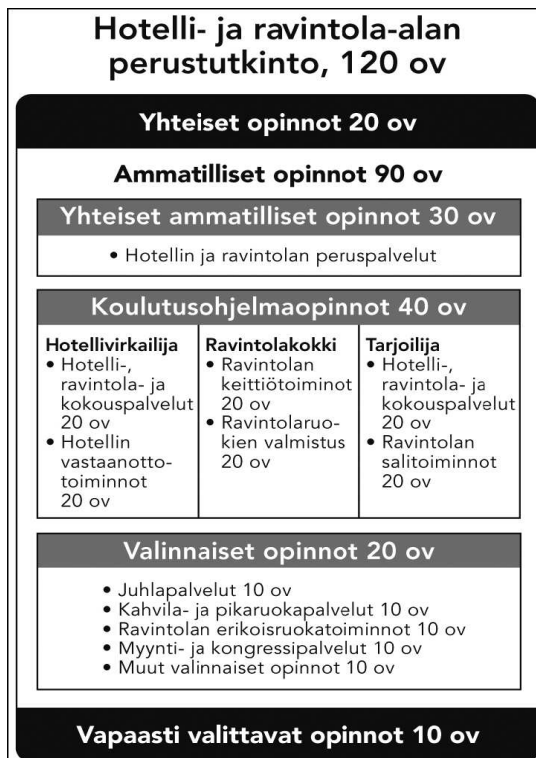 Hotelli- ja ravintola-alan
perustutkinto, 120 ov
Yhteiset opinnot 20 ov
Ammatilliset opinnot 90 ov
Yhteiset ammatilliset opinnot 30 ov
• Hotellin ja ravintolan peruspalvelut
Koulutusohjelmaopinnot 40 ov
Hotellivirkailija
• Hotelli-,
ravintola- ja
kokouspalvelut
20 ov
• Hotellin
vastaanotto-
toiminnot
20 ov
Ravintolakokki
• Ravintolan
keittiötoiminot
20 ov
• Ravintolaruo-
kien valmistus
20 ov
Tarjoilija
• Hotelli-,
ravintola- ja
kokouspalvelut
20 ov
• Ravintolan
salitoiminnot
20 ov
Valinnaiset opinnot 20 ov
• Juhlapalvelut 10 ov
• Kahvila- ja pikaruokapalvelut 10 ov
• Ravintolan erikoisruokatoiminnot 10 ov
• Myynti- ja kongressipalvelut 10 ov
• Muut valinnaiset opinnot 10 ov
Vapaasti valittavat opinnot 10 ov